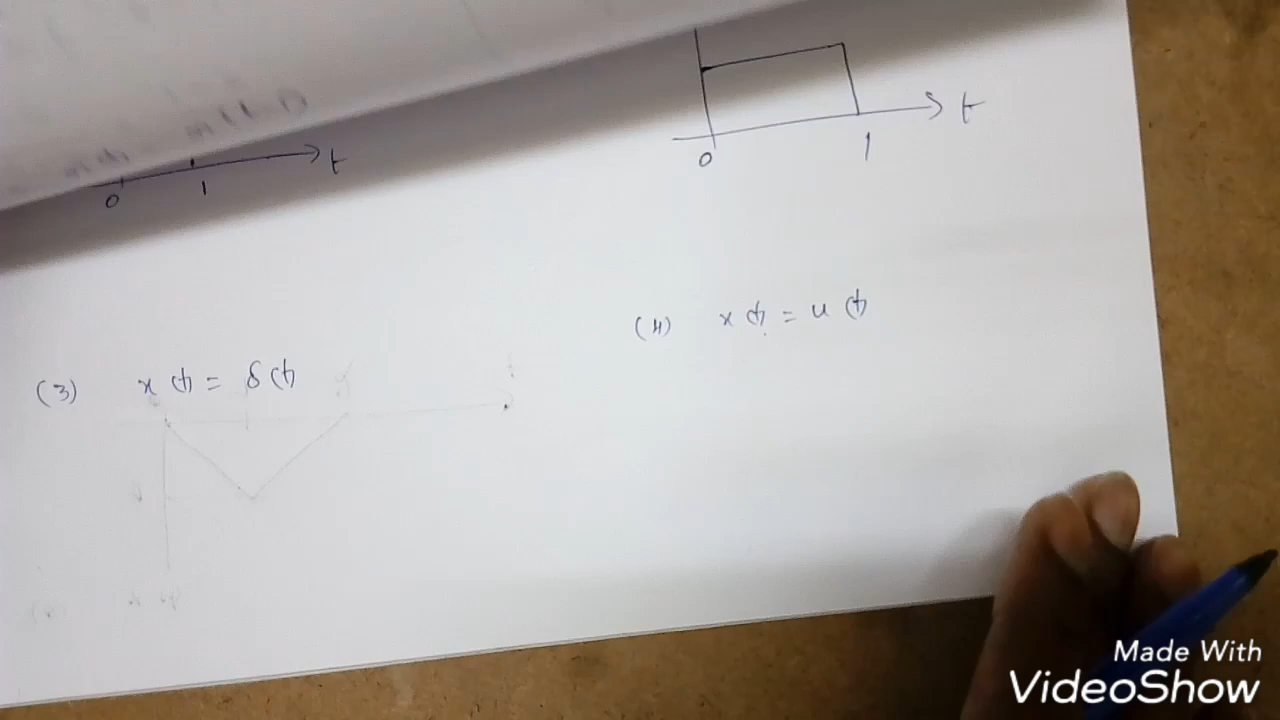 t
0 1
t
0 1
(4) x(t) = u(t)
(3) x(t) = δ(t)
Made With
VideoShow